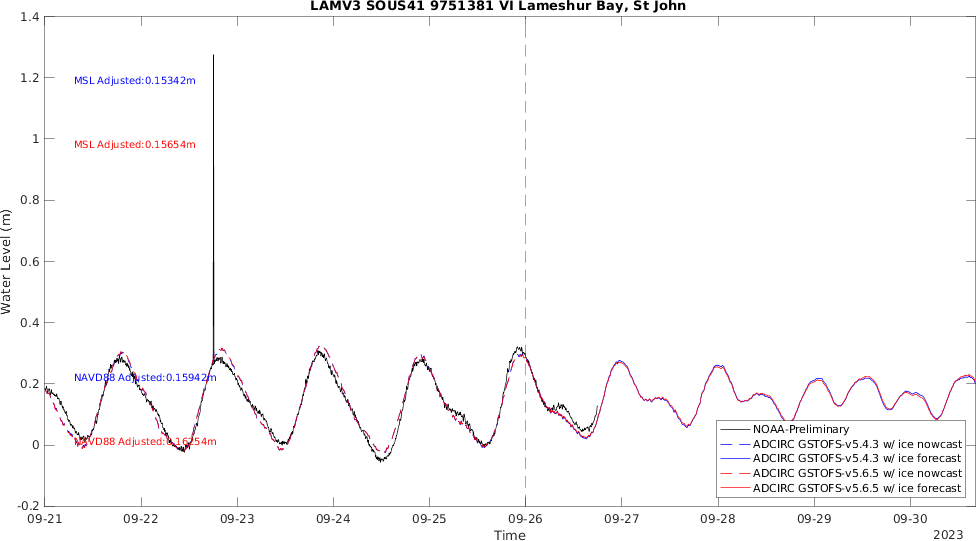 LAMV3 SOUS41 9751381 VI Lameshur Bay, St John
1.4
1.2
1
0.8
0.6
0.4
0.2
0
-0.2
Water Level (m)
MSL Adjusted:0.15342m
MSL Adjusted:0.15654m
NAVD88 Adjusted:0.15942m
NAVD88 Adjusted:0.16254m
NOAA-Preliminary
ADCIRC GSTOFS-v5.4.3 w/ ice nowcast
ADCIRC GSTOFS-v5.4.3 w/ ice forecast
ADCIRC GSTOFS-v5.6.5 w/ ice nowcast
ADCIRC GSTOFS-v5.6.5 w/ ice forecast
09-21 09-22 09-23 09-24 09-25 09-26 09-27 09-28 09-29 09-30
Time
2023